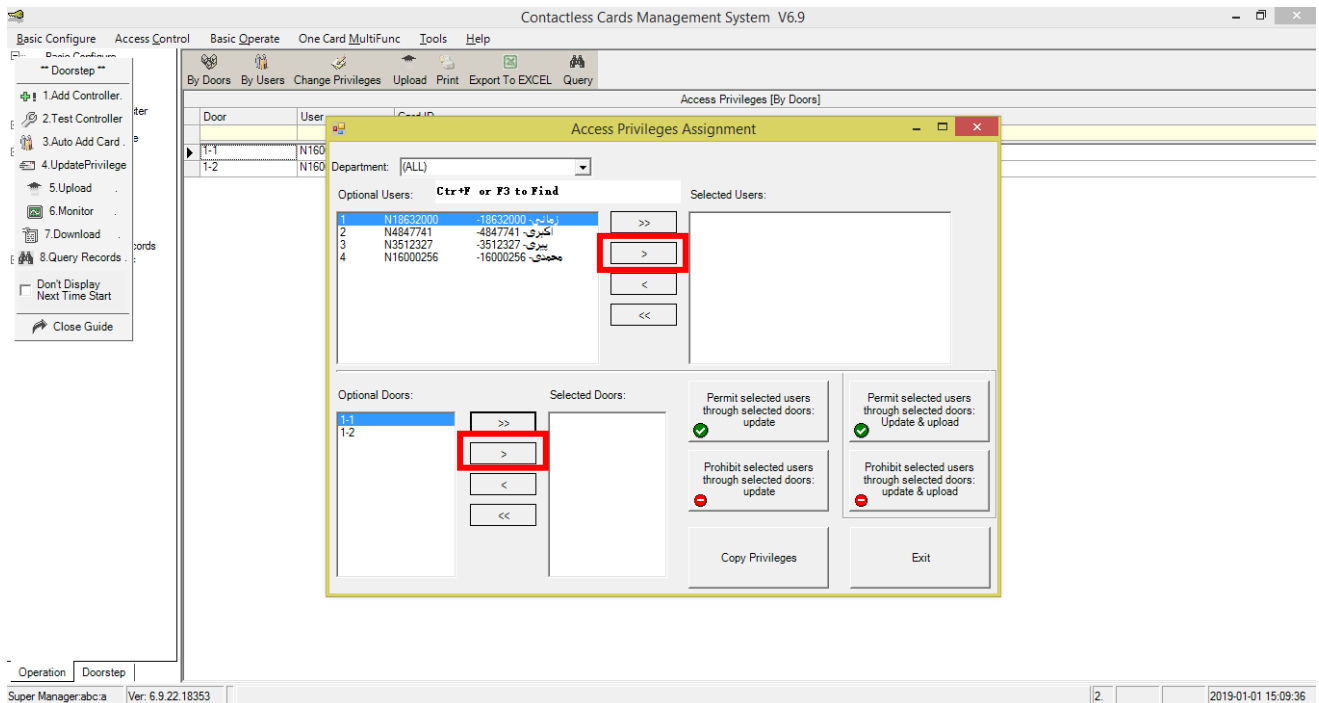 Contactless Cards Management System V6.9
Basic Configure Access Control Basic Operate One Card MultiFunc Tools Help
** Doorstep **
1.Add Controller.
2.Test Controller
3.Auto Add Card .
4.UpdatePrivilege
5.Upload .
6.Monitor .
7.Download .
8.Query Records .
Don't Display
Next Time Start
Close Guide
By Doors By Users Change Privileges Upload Print Export To EXCEL Query
Access Privileges [By Doors]
Door User Card ID
1-1 N160
1-2 N160
Access Privileges Assignment
Department: (ALL)
Optional Users: Ctr+F or F3 to Find Selected Users:
1 N18632000 -18632000 زمانی-
2 N4847741 -4847741 اکبری-
3 N3512327 -3512327 پیری-
4 N16000256 -16000256 محمدی-
>>
>
<
<<
Optional Doors: Selected Doors:
1-1
1-2
>>
>
<
<<
Permit selected users
through selected doors:
update
Permit selected users
through selected doors:
Update & upload
Prohibit selected users
through selected doors:
update
Prohibit selected users
through selected doors:
update & upload
Copy Privileges
Exit
Operation Doorstep
Super Manager:abc:a Ver: 6.9.22.18353 2. 2019-01-01 15:09:36